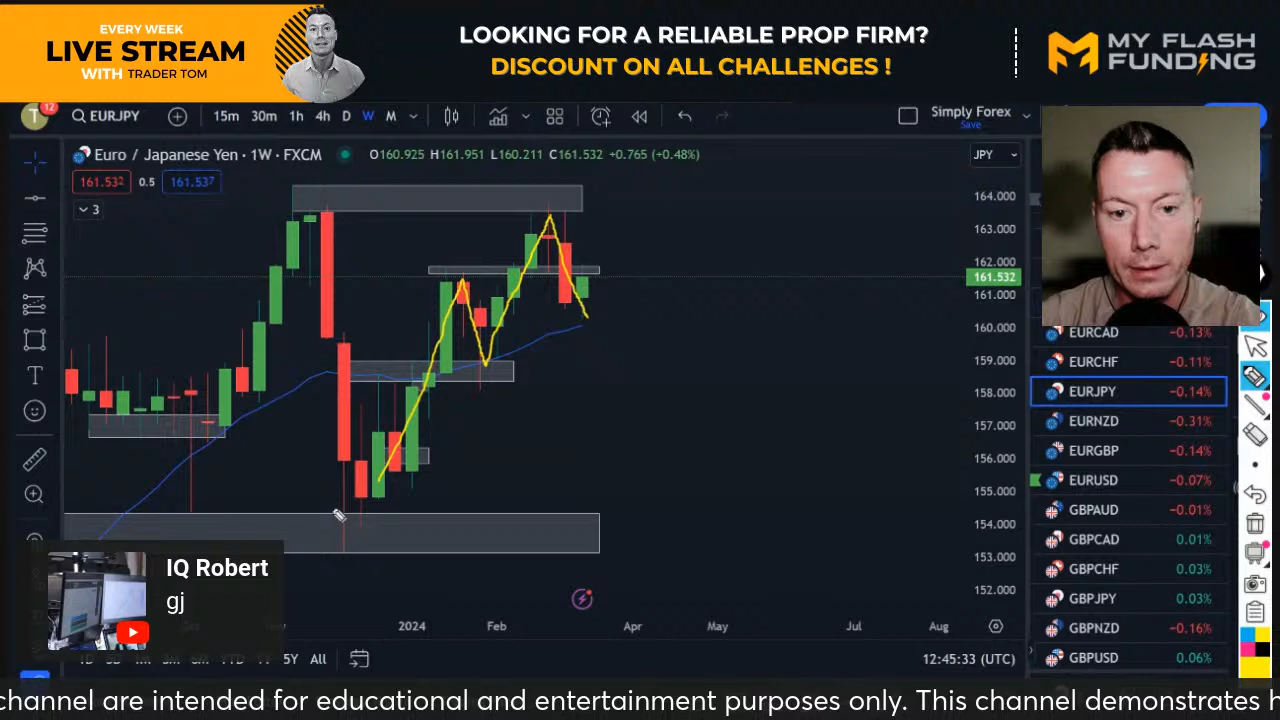 EVERY WEEK
LIVE STREAM
WITH TRADER TOM
LOOKING FOR A RELIABLE PROP FIRM?
DISCOUNT ON ALL CHALLENGES !
MY FLASH
FUNDING
T
12
EURJPY
15m 30m 1h 4h D W M
Simply Forex
Save
Euro / Japanese Yen · 1W · FXCM
O160.925 H161.951 L160.211 C161.532 +0.765 (+0.48%)
JPY
161.532
0.5
161.537
3
164.000
163.000
162.000
161.532
161.000
160.000
159.000
158.000
157.000
156.000
155.000
154.000
153.000
152.000
EURCAD −0.13%
EURCHF −0.11%
EURJPY −0.14%
EURNZD −0.31%
EURGBP −0.14%
EURUSD −0.07%
GBPAUD −0.01%
GBPCAD 0.01%
GBPCHF 0.03%
GBPJPY 0.03%
GBPNZD −0.16%
GBPUSD 0.06%
IQ Robert
gj
2024 Feb Apr May Jul Aug
5Y All
12:45:33 (UTC)
channel are intended for educational and entertainment purposes only. This channel demonstrates